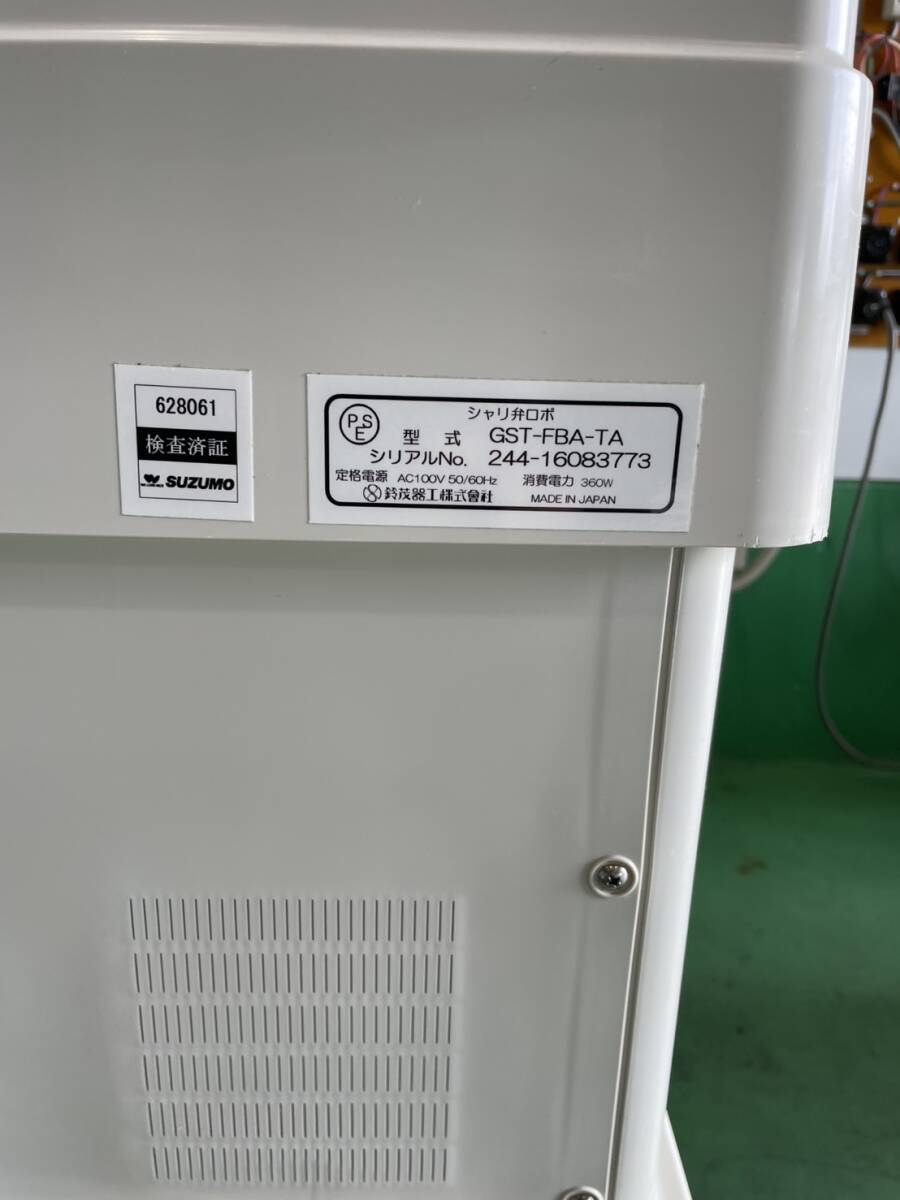 628061
検査済証
SUZUMO
シャリ弁ロボ
PSE
型 式 GST-FBA-TA
シリアルNo. 244-16083773
定格電源 AC100V 50/60Hz 消費電力 360W
鈴茂器工株式會社 MADE IN JAPAN